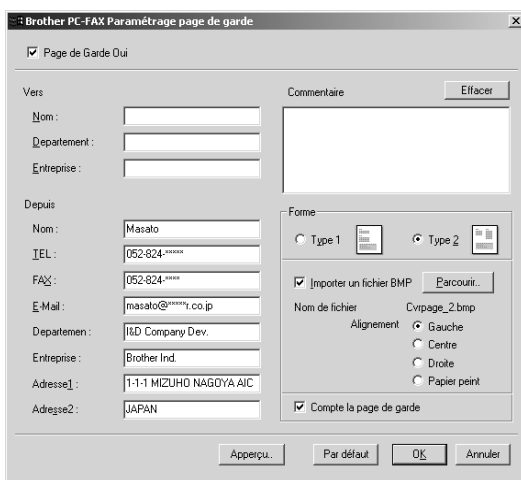 Brother PC-FAX Paramétrage page de garde
Page de Garde Oui
Vers
Nom :
Departement :
Entreprise :
Commentaire
Effacer
Depuis
Nom : Masato
TEL : 052-824-*****
FAX : 052-824-****
E-Mail : masato@*****r.co.jp
Departemen : I&D Company Dev.
Entreprise : Brother Ind.
Adresse1 : 1-1-1 MIZUHO NAGOYA AIC
Adresse2 : JAPAN
Forme
Type 1
Type 2
Importer un fichier BMP
Parcourir..
Nom de fichier Cvrpage_2.bmp
Alignement
Gauche
Centre
Droite
Papier peint
Compte la page de garde
Apperçu..
Par défaut
OK
Annuler